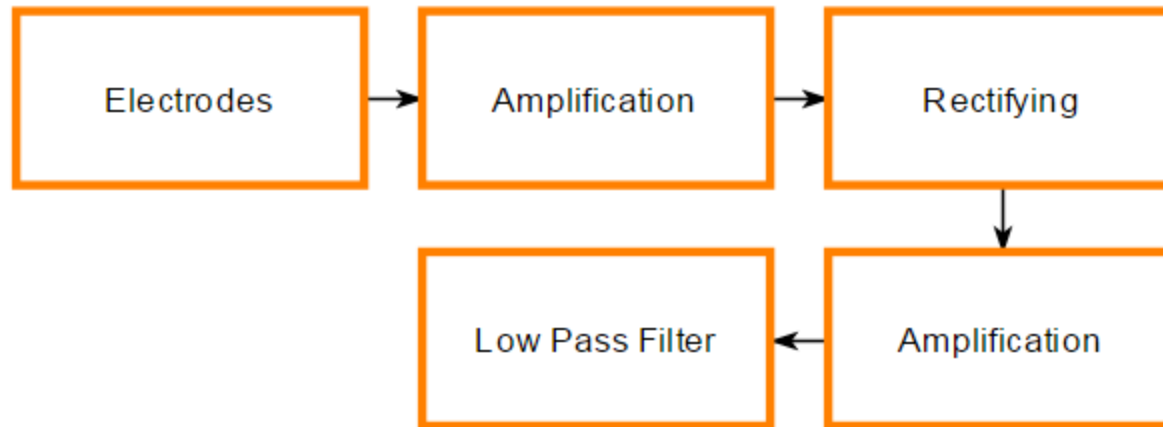 Electrodes
Amplification
Rectifying
Amplification
Low Pass Filter